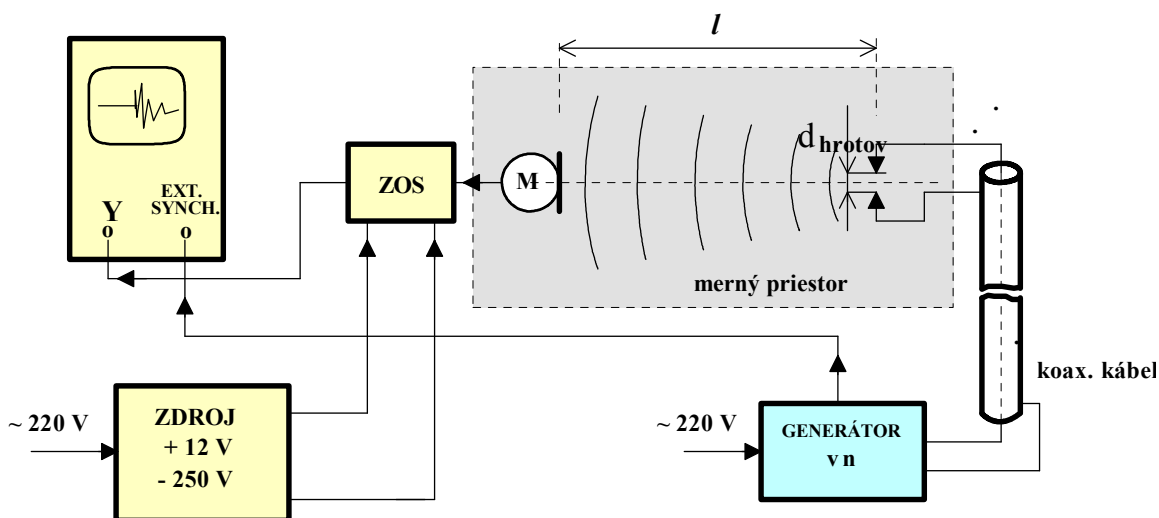 l
d hrotov
M
ZOS
EXT.
SYNCH.
Y
o
o
merný priestor
koax. kábel
~ 220 V
ZDROJ
+ 12 V
- 250 V
~ 220 V
GENERÁTOR
v n